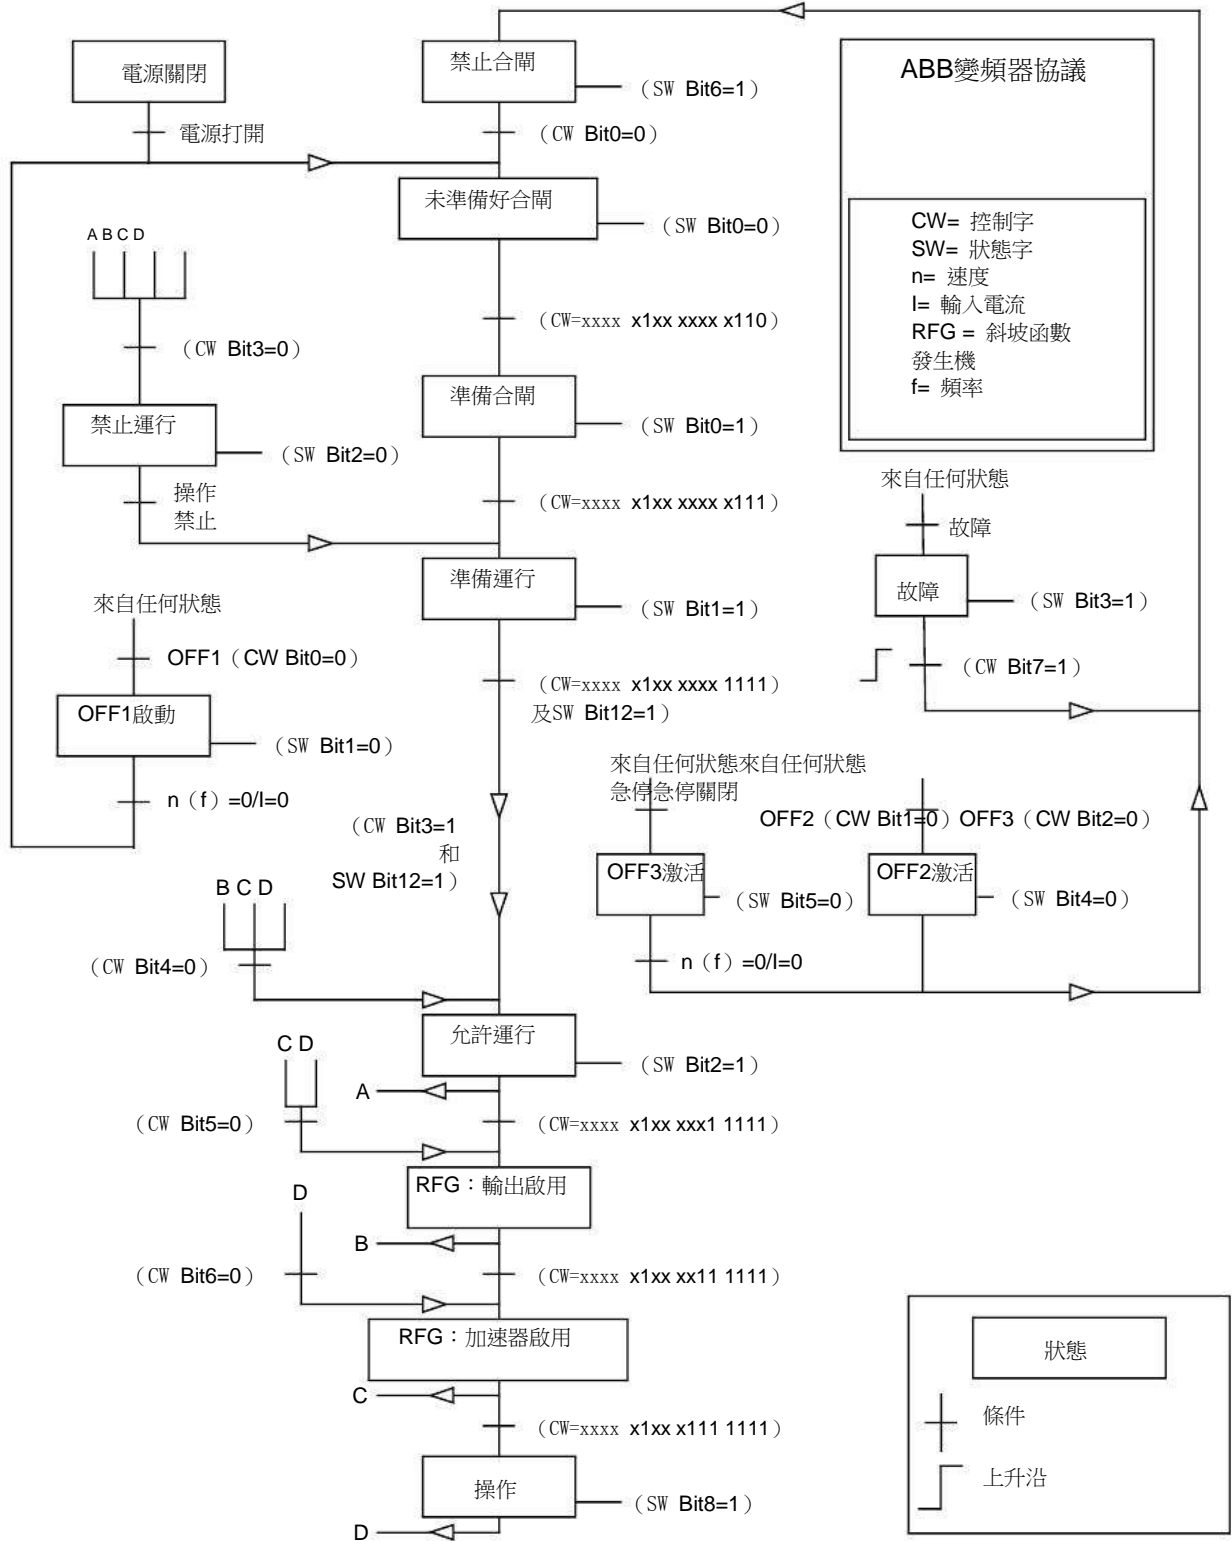 禁止合閘
電源關閉
ABB變頻器協議
（SW Bit6=1）
電源打開
（CW Bit0=0）
未準備好合閘
（SW Bit0=0）
CW= 控制字
SW= 狀態字
n= 速度
I= 輸入電流
RFG = 斜坡函數
發生機
f= 頻率
A B C D
（CW=xxxx x1xx xxxx x110）
（CW Bit3=0）
準備合閘
禁止運行
（SW Bit0=1）
（SW Bit2=0）
來自任何狀態
操作
禁止
（CW=xxxx x1xx xxxx x111）
故障
準備運行
故障
（SW Bit3=1）
來自任何狀態
（SW Bit1=1）
OFF1（CW Bit0=0）
（CW Bit7=1）
（CW=xxxx x1xx xxxx 1111）
及SW Bit12=1）
OFF1啟動
（SW Bit1=0）
來自任何狀態來自任何狀態
急停急停關閉
n（f）=0/I=0
OFF2（CW Bit1=0）OFF3（CW Bit2=0）
（CW Bit3=1
和
SW Bit12=1）
OFF3激活
OFF2激活
（SW Bit5=0）
（SW Bit4=0）
B C D
（CW Bit4=0）
n（f）=0/I=0
允許運行
C D
（SW Bit2=1）
A
（CW Bit5=0）
（CW=xxxx x1xx xxx1 1111）
RFG：輸出啟用
D
B
（CW Bit6=0）
（CW=xxxx x1xx xx11 1111）
RFG：加速器啟用
狀態
C
條件
（CW=xxxx x1xx x111 1111）
上升沿
操作
（SW Bit8=1）
D